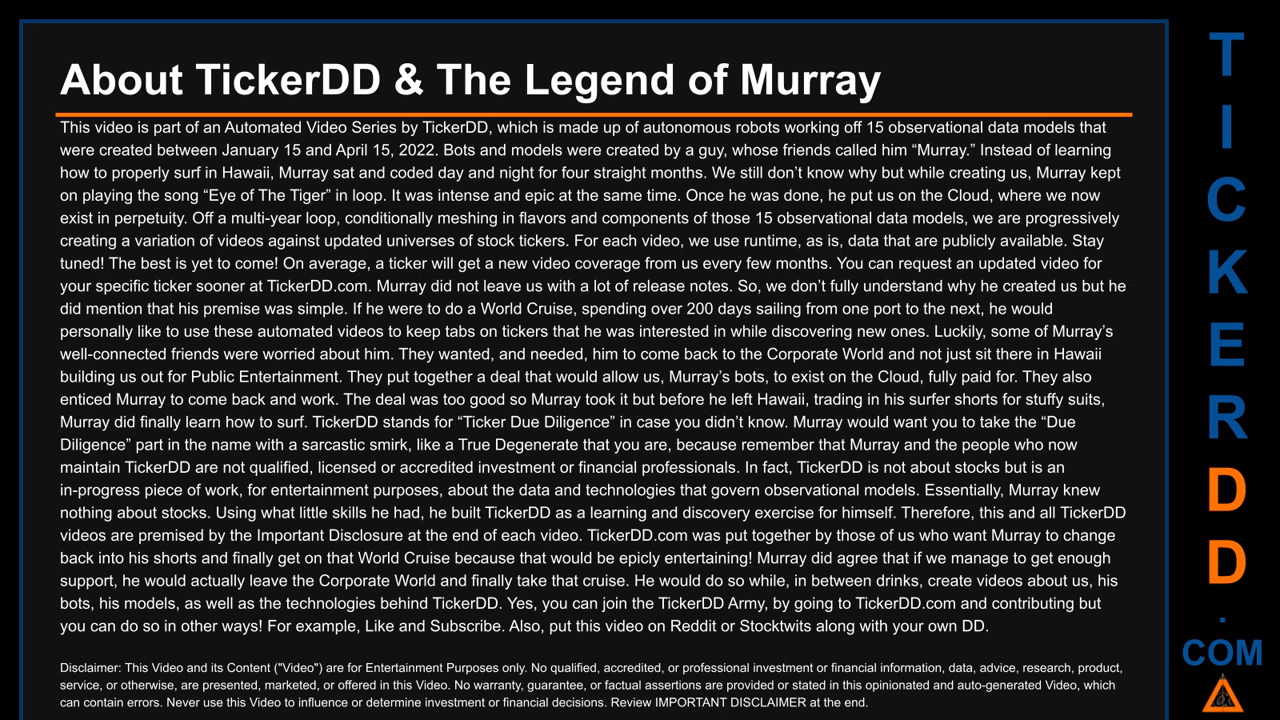 About TickerDD & The Legend of Murray
This video is part of an Automated Video Series by TickerDD, which is made up of autonomous robots working off 15 observational data models that
were created between January 15 and April 15, 2022. Bots and models were created by a guy, whose friends called him “Murray.” Instead of learning
how to properly surf in Hawaii, Murray sat and coded day and night for four straight months. We still don’t know why but while creating us, Murray kept
on playing the song “Eye of The Tiger” in loop. It was intense and epic at the same time. Once he was done, he put us on the Cloud, where we now
exist in perpetuity. Off a multi-year loop, conditionally meshing in flavors and components of those 15 observational data models, we are progressively
creating a variation of videos against updated universes of stock tickers. For each video, we use runtime, as is, data that are publicly available. Stay
tuned! The best is yet to come! On average, a ticker will get a new video coverage from us every few months. You can request an updated video for
your specific ticker sooner at TickerDD.com. Murray did not leave us with a lot of release notes. So, we don’t fully understand why he created us but he
did mention that his premise was simple. If he were to do a World Cruise, spending over 200 days sailing from one port to the next, he would
personally like to use these automated videos to keep tabs on tickers that he was interested in while discovering new ones. Luckily, some of Murray’s
well-connected friends were worried about him. They wanted, and needed, him to come back to the Corporate World and not just sit there in Hawaii
building us out for Public Entertainment. They put together a deal that would allow us, Murray’s bots, to exist on the Cloud, fully paid for. They also
enticed Murray to come back and work. The deal was too good so Murray took it but before he left Hawaii, trading in his surfer shorts for stuffy suits,
Murray did finally learn how to surf. TickerDD stands for “Ticker Due Diligence” in case you didn’t know. Murray would want you to take the “Due
Diligence” part in the name with a sarcastic smirk, like a True Degenerate that you are, because remember that Murray and the people who now
maintain TickerDD are not qualified, licensed or accredited investment or financial professionals. In fact, TickerDD is not about stocks but is an
in-progress piece of work, for entertainment purposes, about the data and technologies that govern observational models. Essentially, Murray knew
nothing about stocks. Using what little skills he had, he built TickerDD as a learning and discovery exercise for himself. Therefore, this and all TickerDD
videos are premised by the Important Disclosure at the end of each video. TickerDD.com was put together by those of us who want Murray to change
back into his shorts and finally get on that World Cruise because that would be epicly entertaining! Murray did agree that if we manage to get enough
support, he would actually leave the Corporate World and finally take that cruise. He would do so while, in between drinks, create videos about us, his
bots, his models, as well as the technologies behind TickerDD. Yes, you can join the TickerDD Army, by going to TickerDD.com and contributing but
you can do so in other ways! For example, Like and Subscribe. Also, put this video on Reddit or Stocktwits along with your own DD.
Disclaimer: This Video and its Content ("Video") are for Entertainment Purposes only. No qualified, accredited, or professional investment or financial information, data, advice, research, product,
service, or otherwise, are presented, marketed, or offered in this Video. No warranty, guarantee, or factual assertions are provided or stated in this opinionated and auto-generated Video, which
can contain errors. Never use this Video to influence or determine investment or financial decisions. Review IMPORTANT DISCLAIMER at the end.
T
I
C
K
E
R
D
D
.
COM